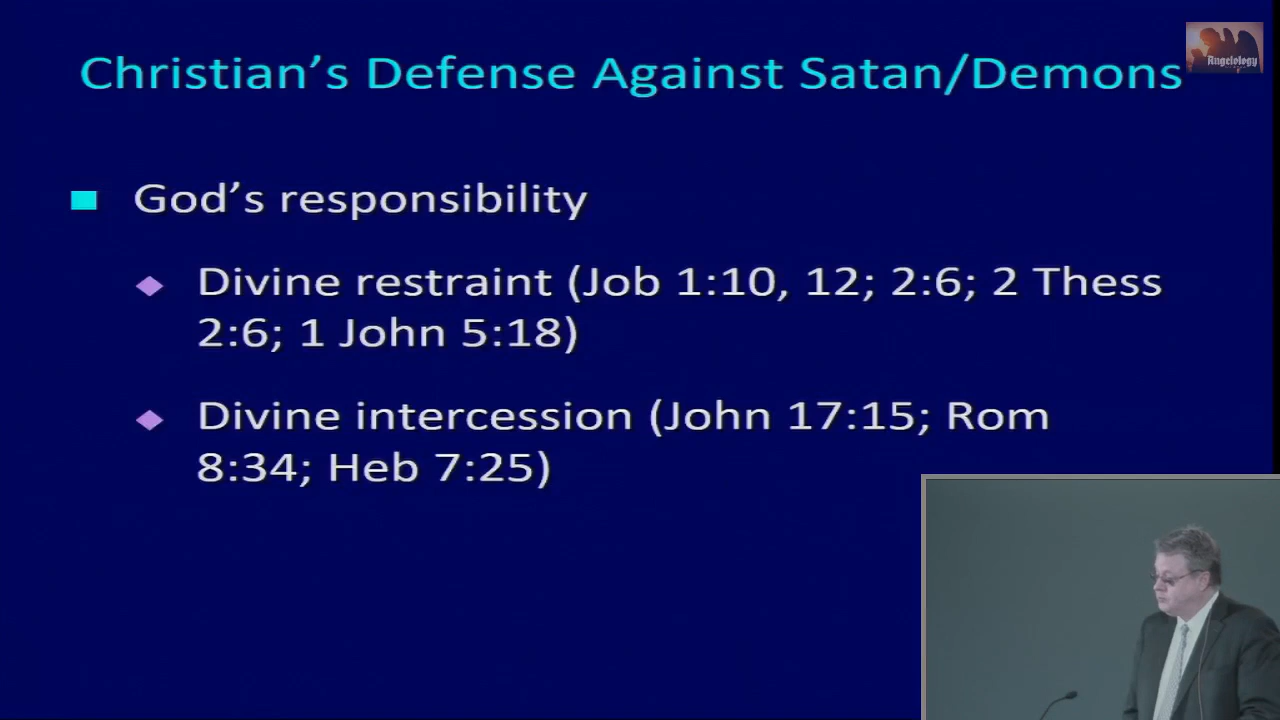 Christian’s Defense Against Satan/Demons
Angelology
God’s responsibility
Divine restraint (Job 1:10, 12; 2:6; 2 Thess
2:6; 1 John 5:18)
Divine intercession (John 17:15; Rom
8:34; Heb 7:25)